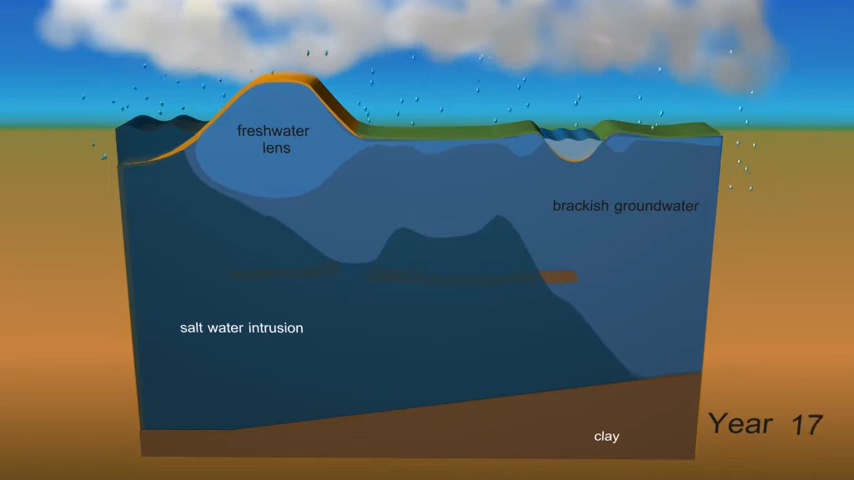 freshwater
lens
brackish groundwater
salt water intrusion
Year 17
clay